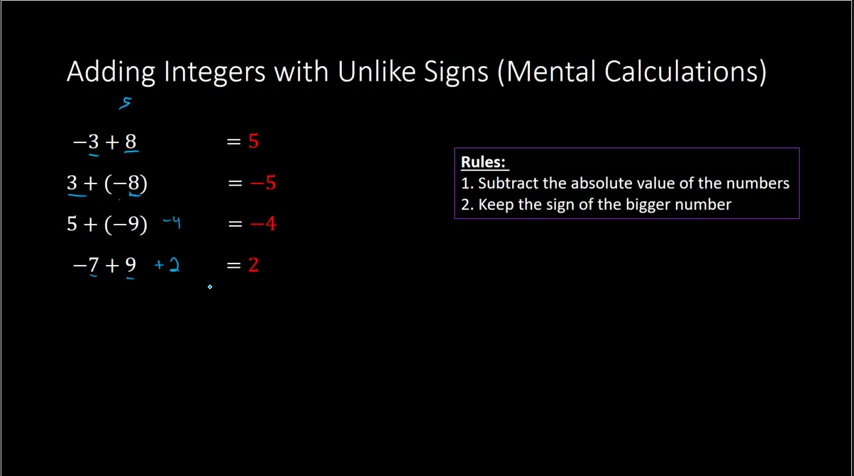 Adding Integers with Unlike Signs (Mental Calculations)
5
−3 + 8 = 5
3 + (−8) = −5
5 + (−9) −4 = −4
−7 + 9 +2 = 2
Rules:
1. Subtract the absolute value of the numbers
2. Keep the sign of the bigger number